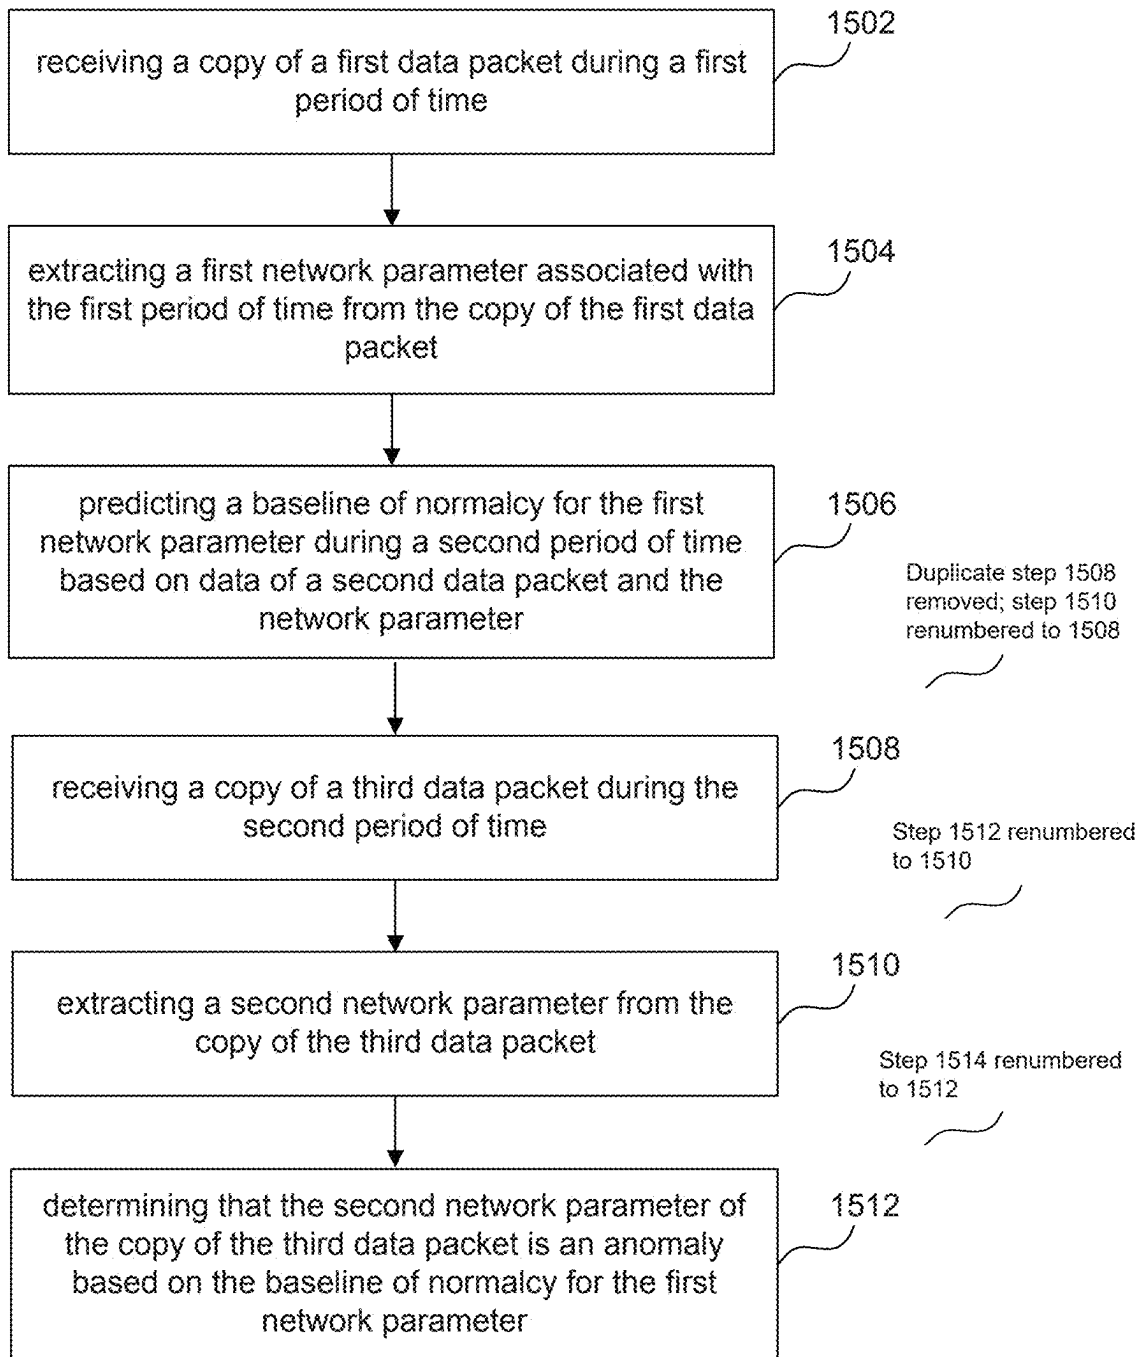 1502
receiving a copy of a first data packet during a first
period of time
1504
extracting a first network parameter associated with
the first period of time from the copy of the first data
packet
1506
predicting a baseline of normalcy for the first
network parameter during a second period of time
based on data of a second data packet and the
network parameter
Duplicate step 1508
removed; step 1510
renumbered to 1508
1508
receiving a copy of a third data packet during the
second period of time
Step 1512 renumbered
to 1510
1510
extracting a second network parameter from the
copy of the third data packet
Step 1514 renumbered
to 1512
1512
determining that the second network parameter of
the copy of the third data packet is an anomaly
based on the baseline of normalcy for the first
network parameter